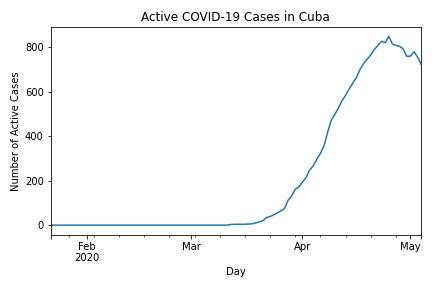 Active COVID-19 Cases in Cuba
Number of Active Cases
800
600
400
200
0
Feb
2020
Mar
Apr
May
Day